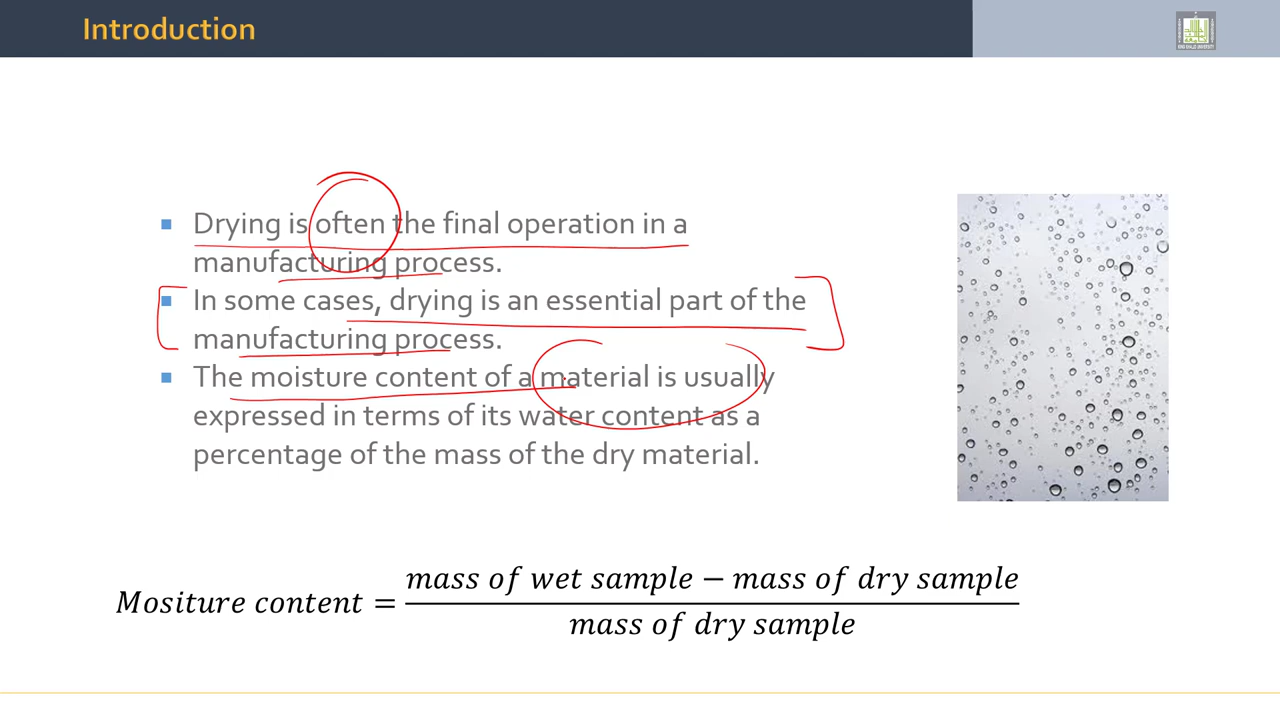 Introduction
Drying is often the final operation in a
manufacturing process.
In some cases, drying is an essential part of the
manufacturing process.
The moisture content of a material is usually
expressed in terms of its water content as a
percentage of the mass of the dry material.
Mositure content = mass of wet sample − mass of dry sample
mass of dry sample